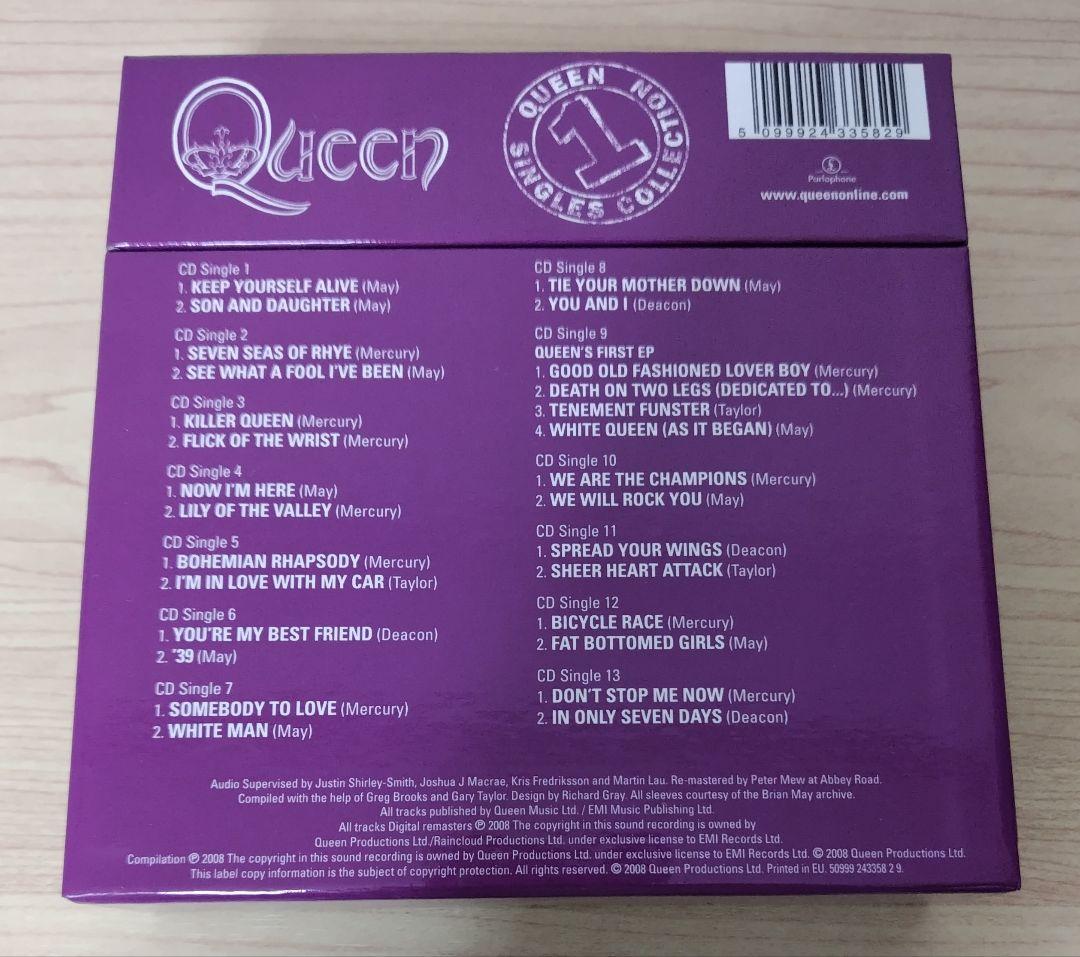 Queen
QUEEN SINGLES COLLECTION
1
5 099924 335829
Parlophone
www.queenonline.com
CD Single 1
1. KEEP YOURSELF ALIVE (May)
2. SON AND DAUGHTER (May)
CD Single 2
1. SEVEN SEAS OF RHYE (Mercury)
2. SEE WHAT A FOOL I'VE BEEN (May)
CD Single 3
1. KILLER QUEEN (Mercury)
2. FLICK OF THE WRIST (Mercury)
CD Single 4
1. NOW I'M HERE (May)
2. LILY OF THE VALLEY (Mercury)
CD Single 5
1. BOHEMIAN RHAPSODY (Mercury)
2. I'M IN LOVE WITH MY CAR (Taylor)
CD Single 6
1. YOU'RE MY BEST FRIEND (Deacon)
2. '39 (May)
CD Single 7
1. SOMEBODY TO LOVE (Mercury)
2. WHITE MAN (May)
CD Single 8
1. TIE YOUR MOTHER DOWN (May)
2. YOU AND I (Deacon)
CD Single 9
QUEEN'S FIRST EP
1. GOOD OLD FASHIONED LOVER BOY (Mercury)
2. DEATH ON TWO LEGS (DEDICATED TO...) (Mercury)
3. TENEMENT FUNSTER (Taylor)
4. WHITE QUEEN (AS IT BEGAN) (May)
CD Single 10
1. WE ARE THE CHAMPIONS (Mercury)
2. WE WILL ROCK YOU (May)
CD Single 11
1. SPREAD YOUR WINGS (Deacon)
2. SHEER HEART ATTACK (Taylor)
CD Single 12
1. BICYCLE RACE (Mercury)
2. FAT BOTTOMED GIRLS (May)
CD Single 13
1. DON'T STOP ME NOW (Mercury)
2. IN ONLY SEVEN DAYS (Deacon)
Audio Supervised by Justin Shirley-Smith, Joshua J Macrae, Kris Fredriksson and Martin Lau. Re-mastered by Peter Mew at Abbey Road.
Compiled with the help of Greg Brooks and Gary Taylor. Design by Richard Gray. All sleeves courtesy of the Brian May archive.
All tracks published by Queen Music Ltd. / EMI Music Publishing Ltd.
All tracks Digital remasters ℗ 2008 The copyright in this sound recording is owned by
Queen Productions Ltd./Raincloud Productions Ltd. under exclusive license to EMI Records Ltd.
Compilation ℗ 2008 The copyright in this sound recording is owned by Queen Productions Ltd. under exclusive license to EMI Records Ltd. © 2008 Queen Productions Ltd.
This label copy information is the subject of copyright protection. All rights reserved. © 2008 Queen Productions Ltd. Printed in EU. 50999 243358 2 9.